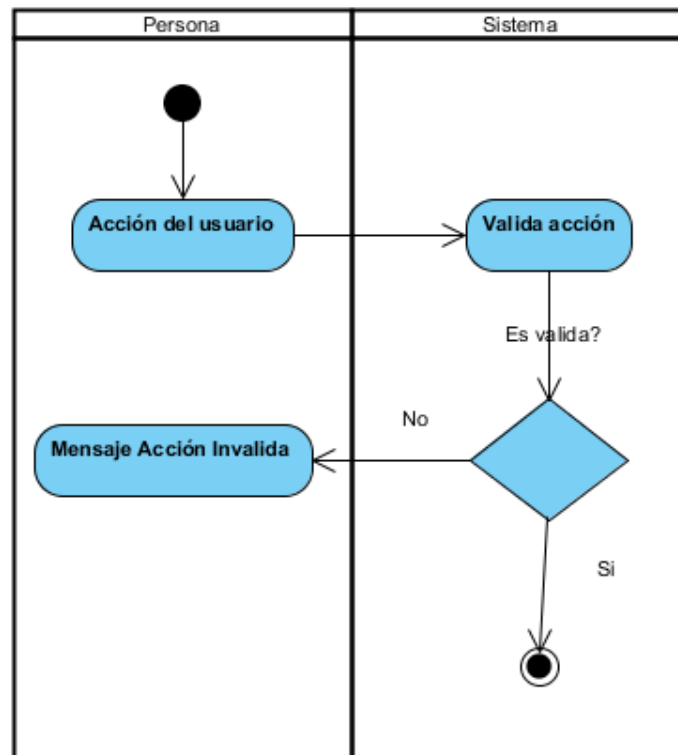 Persona
Sistema
Acción del usuario
Valida acción
Es valida?
No
Mensaje Acción Invalida
Si